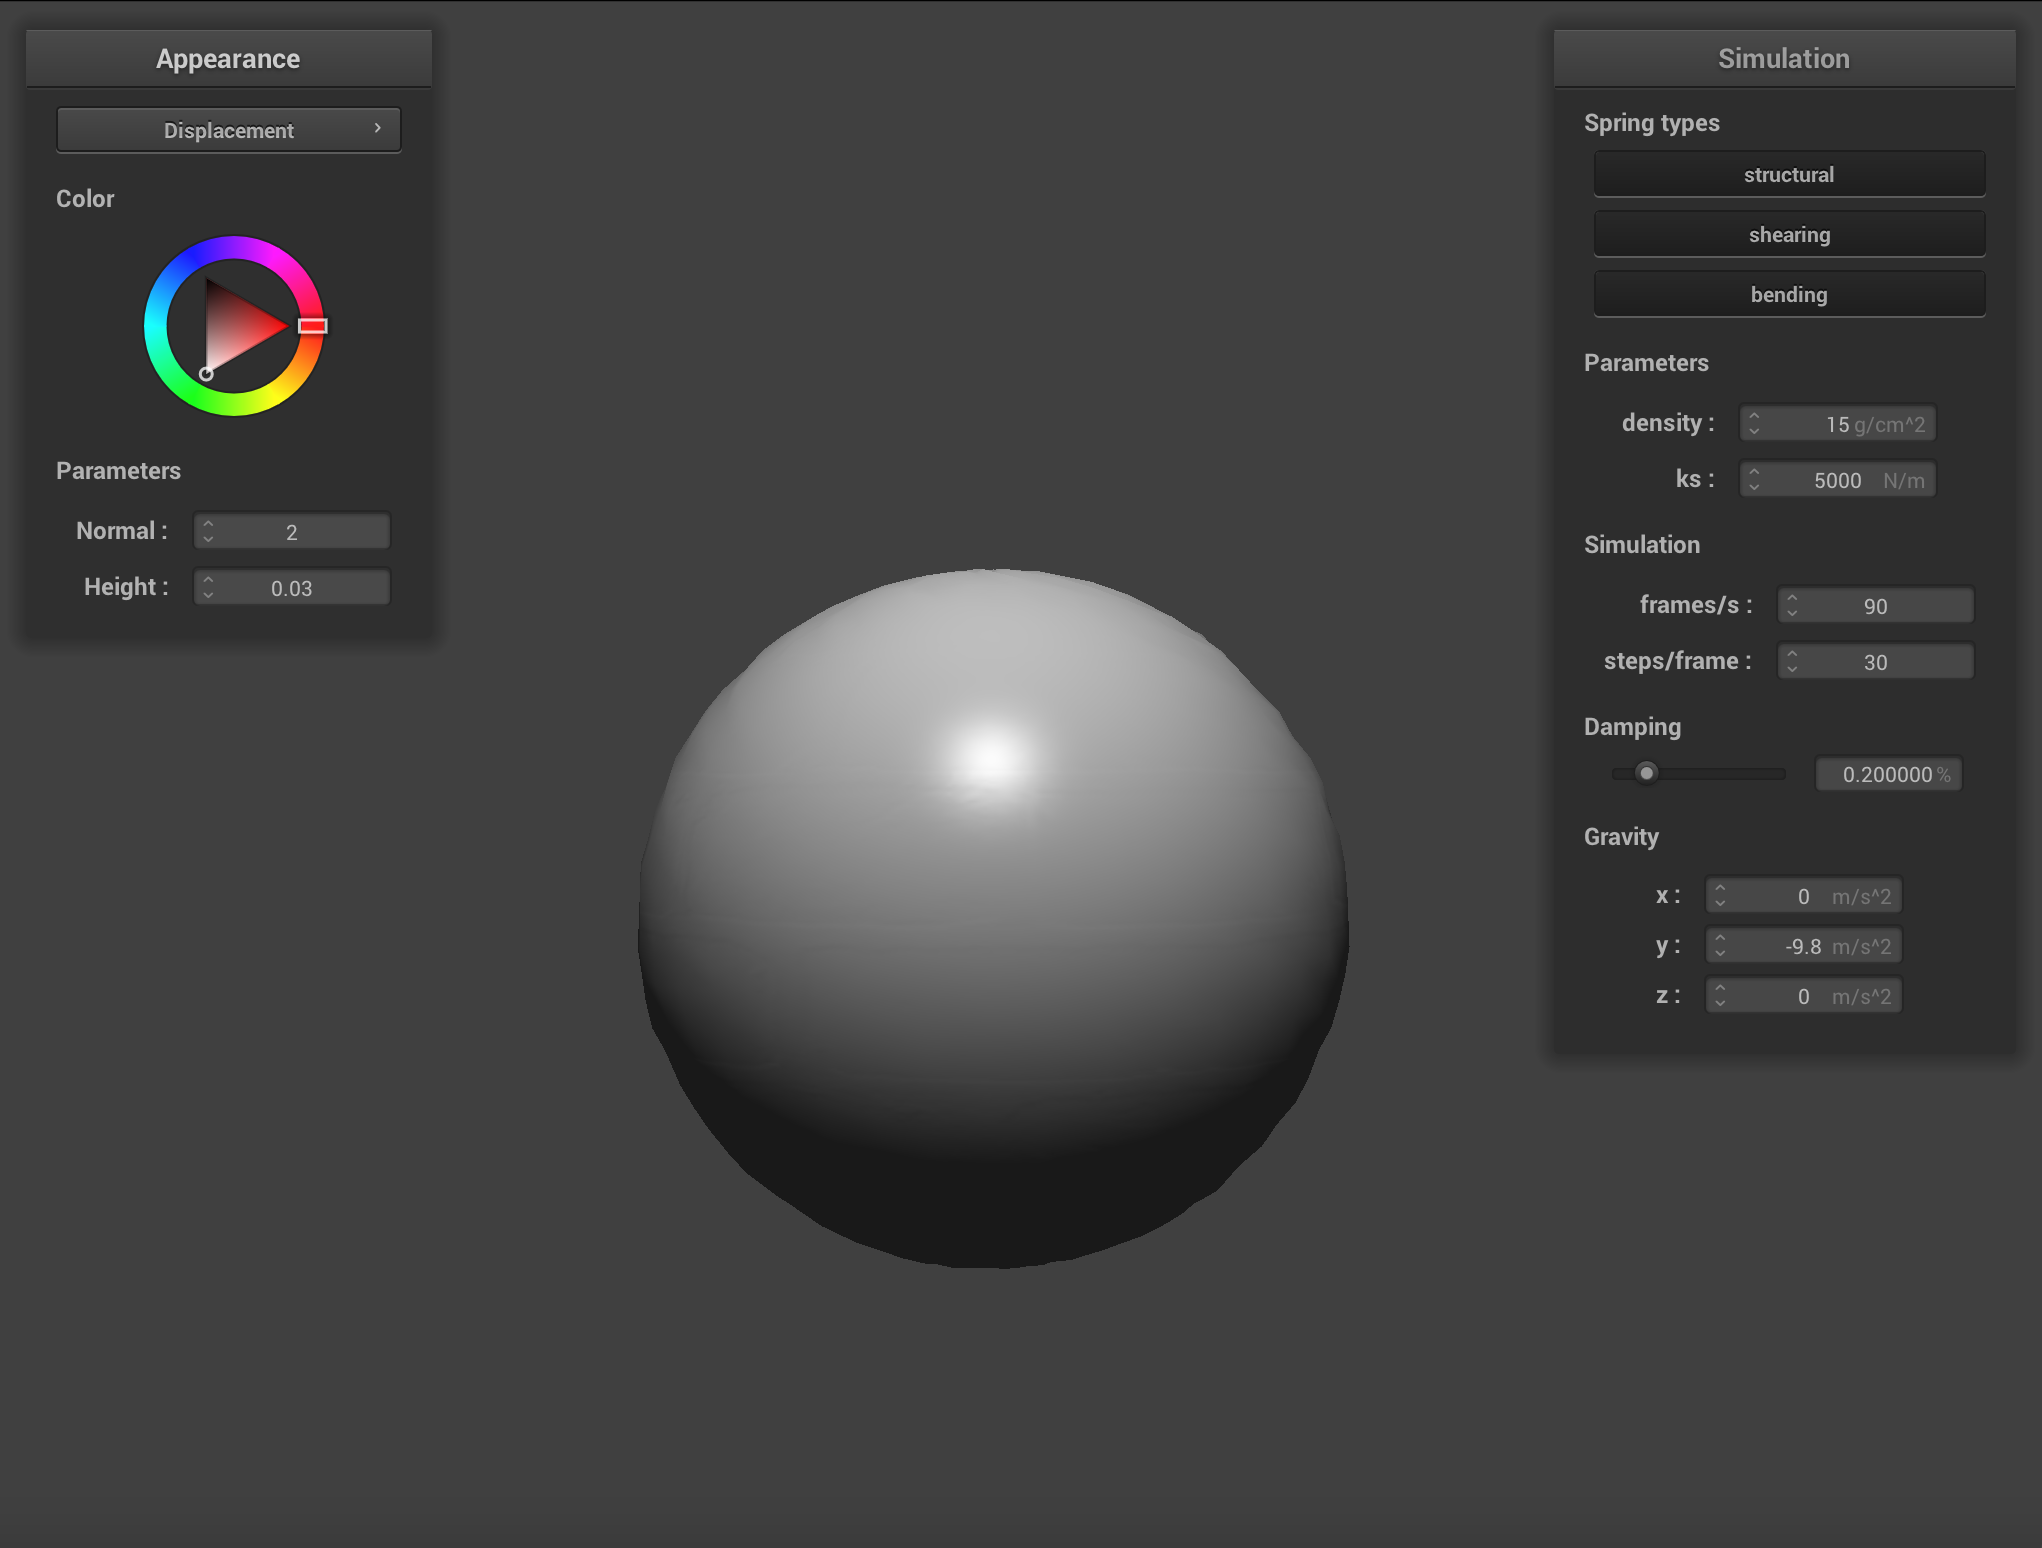 Appearance
Displacement
Color
Parameters
Normal : 2
Height : 0.03
Simulation
Spring types
structural
shearing
bending
Parameters
density : 15 g/cm^2
ks : 5000 N/m
Simulation
frames/s : 90
steps/frame : 30
Damping
0.200000 %
Gravity
x : 0 m/s^2
y : -9.8 m/s^2
z : 0 m/s^2